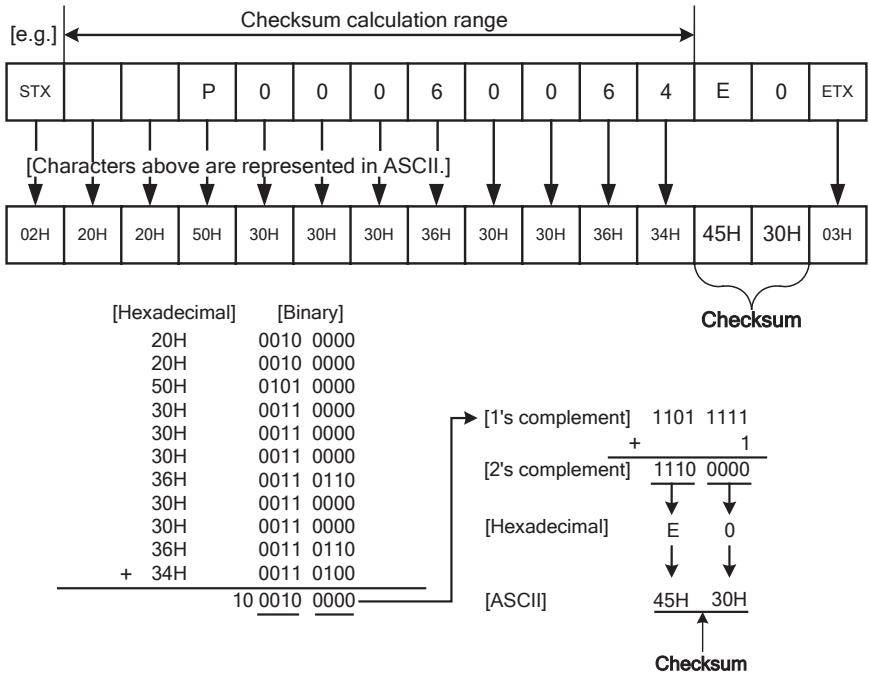 Checksum calculation range
[e.g.]
STX P 0 0 0 6 0 0 6 4 E 0 ETX
[Characters above are represented in ASCII.]
02H 20H 20H 50H 30H 30H 30H 36H 30H 30H 36H 34H 45H 30H 03H
Checksum
[Hexadecimal] [Binary]
20H 0010 0000
20H 0010 0000
50H 0101 0000
30H 0011 0000
30H 0011 0000
30H 0011 0000
36H 0011 0110
30H 0011 0000
30H 0011 0000
36H 0011 0110
+ 34H 0011 0100
10 0010 0000
[1's complement] 1101 1111
+ 1
[2's complement] 1110 0000
[Hexadecimal] E 0
[ASCII] 45H 30H
Checksum